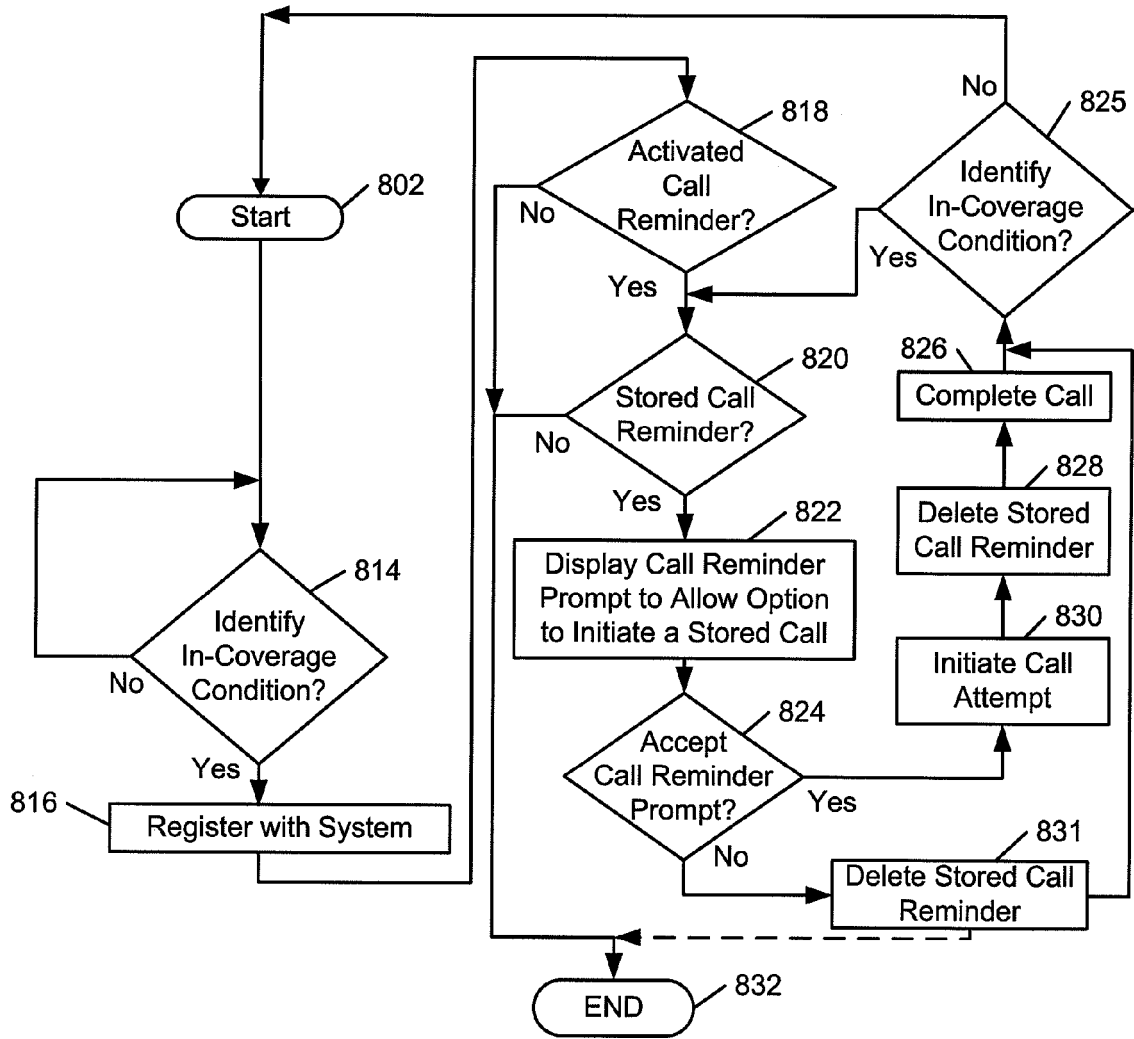 No
825
818
Activated
Call
Reminder?
Identify
In-Coverage
Condition?
802
Start
No
Yes
Yes
820
826
Stored Call
Reminder?
Complete Call
No
828
Yes
822
Delete Stored
Call Reminder
814
Display Call Reminder
Prompt to Allow Option
to Initiate a Stored Call
Identify
In-Coverage
Condition?
830
Initiate Call
Attempt
No
824
Accept
Call Reminder
Prompt?
Yes
Yes
816
Register with System
831
No
Delete Stored Call
Reminder
832
END